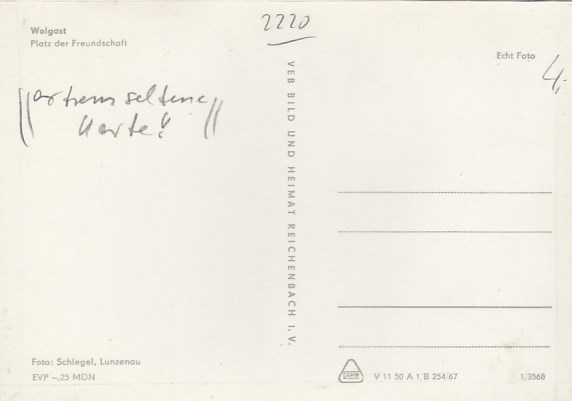 2220
Wolgast
Platz der Freundschaft
Echt Foto
4,-
seltene
Karte!
VEB BILD UND HEIMAT REICHENBACH I. V.
Foto: Schlegel, Lunzenau
EVP –,25 MDN
V 11 50 A 1 B 254/67
1/3568